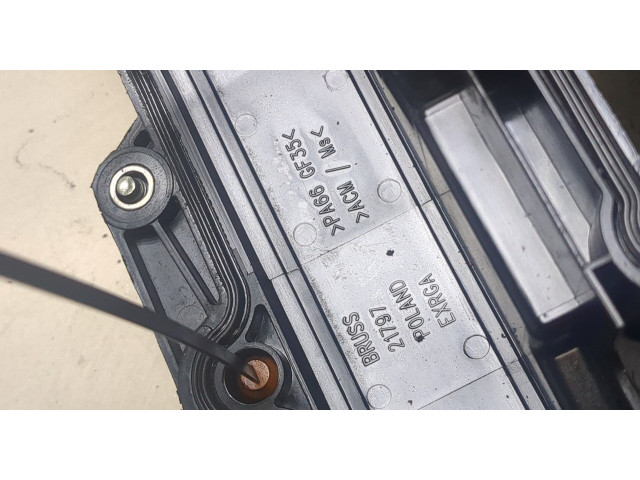 >PA66 GF35<
>ACM / Ms<
BRUSS
21797
POLAND
EXRGA